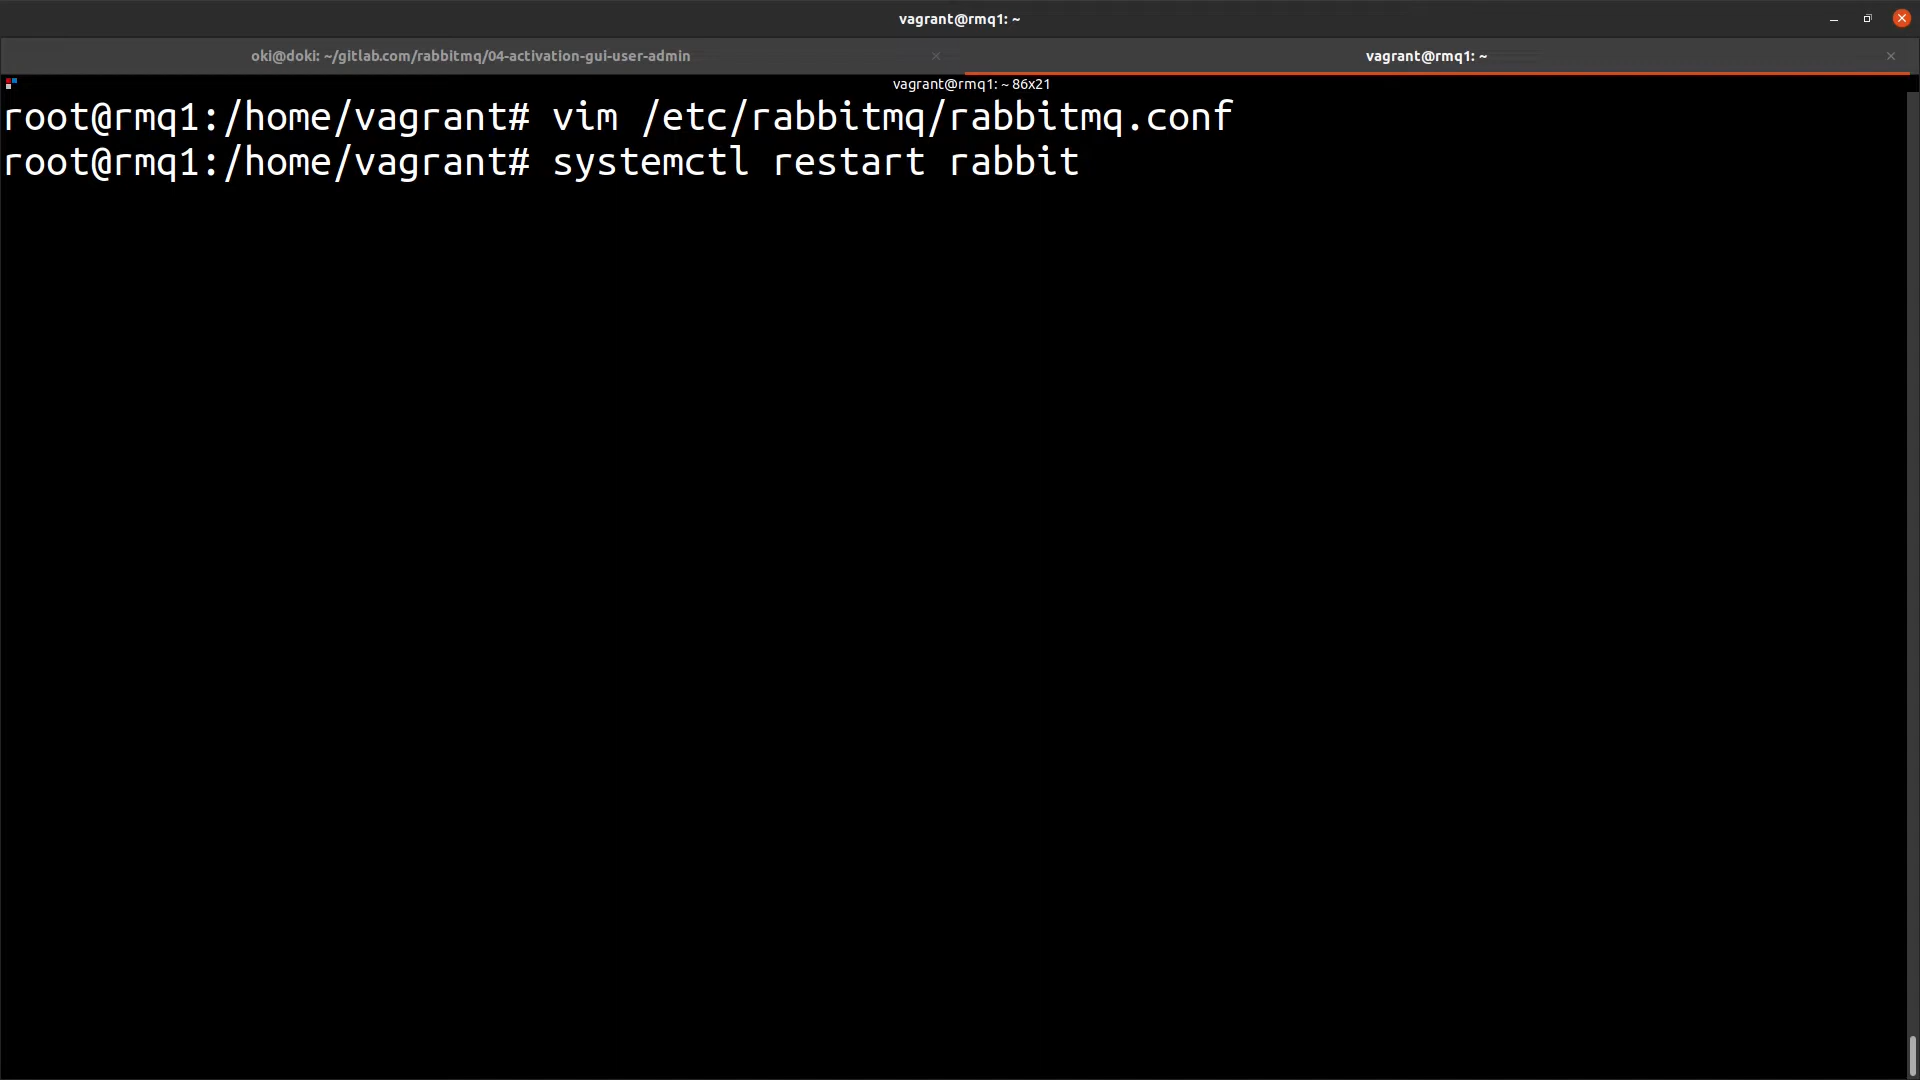 vagrant@rmq1: ~
oki@doki: ~/gitlab.com/rabbitmq/04-activation-gui-user-admin
vagrant@rmq1: ~
vagrant@rmq1: ~ 86x21
root@rmq1:/home/vagrant# vim /etc/rabbitmq/rabbitmq.conf
root@rmq1:/home/vagrant# systemctl restart rabbit